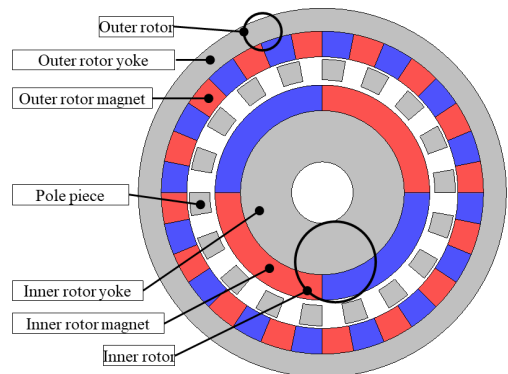 Outer rotor
Outer rotor yoke
Outer rotor magnet
Pole piece
Inner rotor yoke
Inner rotor magnet
Inner rotor